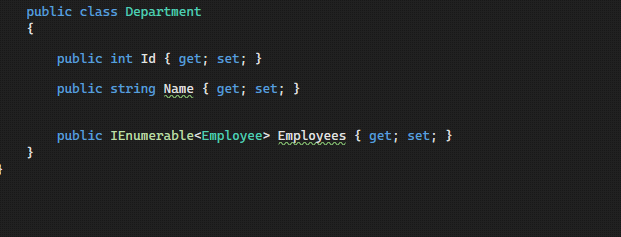 public class Department
{
public int Id { get; set; }
public string Name { get; set; }
public IEnumerable<Employee> Employees { get; set; }
}
}